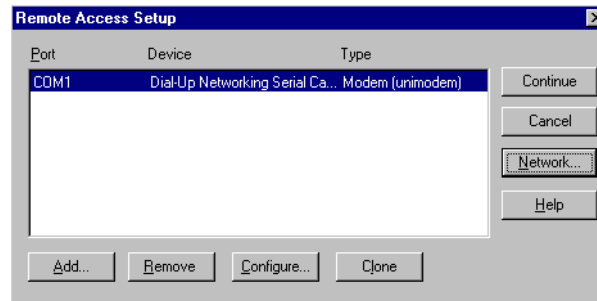 Remote Access Setup
Port Device Type
COM1 Dial-Up Networking Serial Ca... Modem (unimodem)
Continue
Cancel
Network...
Help
Add... Remove Configure... Clone